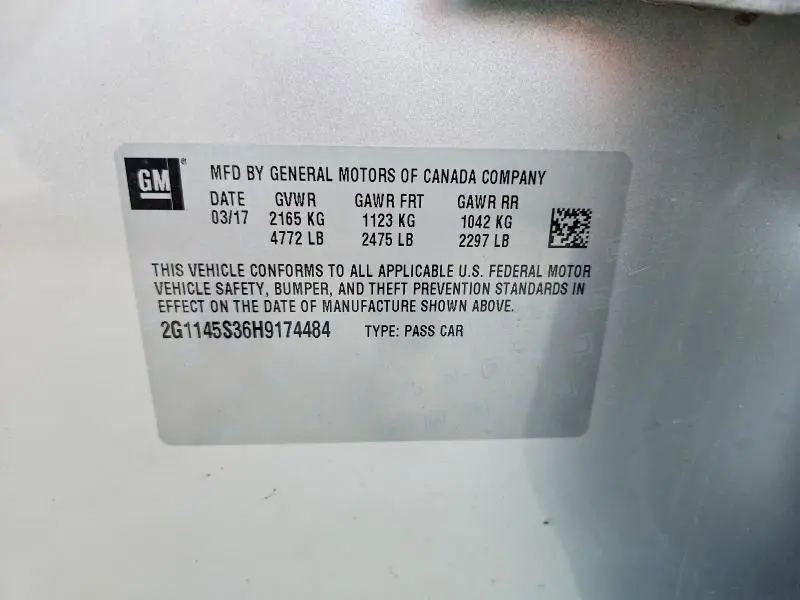 GM®
MFD BY GENERAL MOTORS OF CANADA COMPANY
DATE GVWR GAWR FRT GAWR RR
03/17 2165 KG 1123 KG 1042 KG
4772 LB 2475 LB 2297 LB
THIS VEHICLE CONFORMS TO ALL APPLICABLE U.S. FEDERAL MOTOR
VEHICLE SAFETY, BUMPER, AND THEFT PREVENTION STANDARDS IN
EFFECT ON THE DATE OF MANUFACTURE SHOWN ABOVE.
2G1145S36H9174484 TYPE: PASS CAR